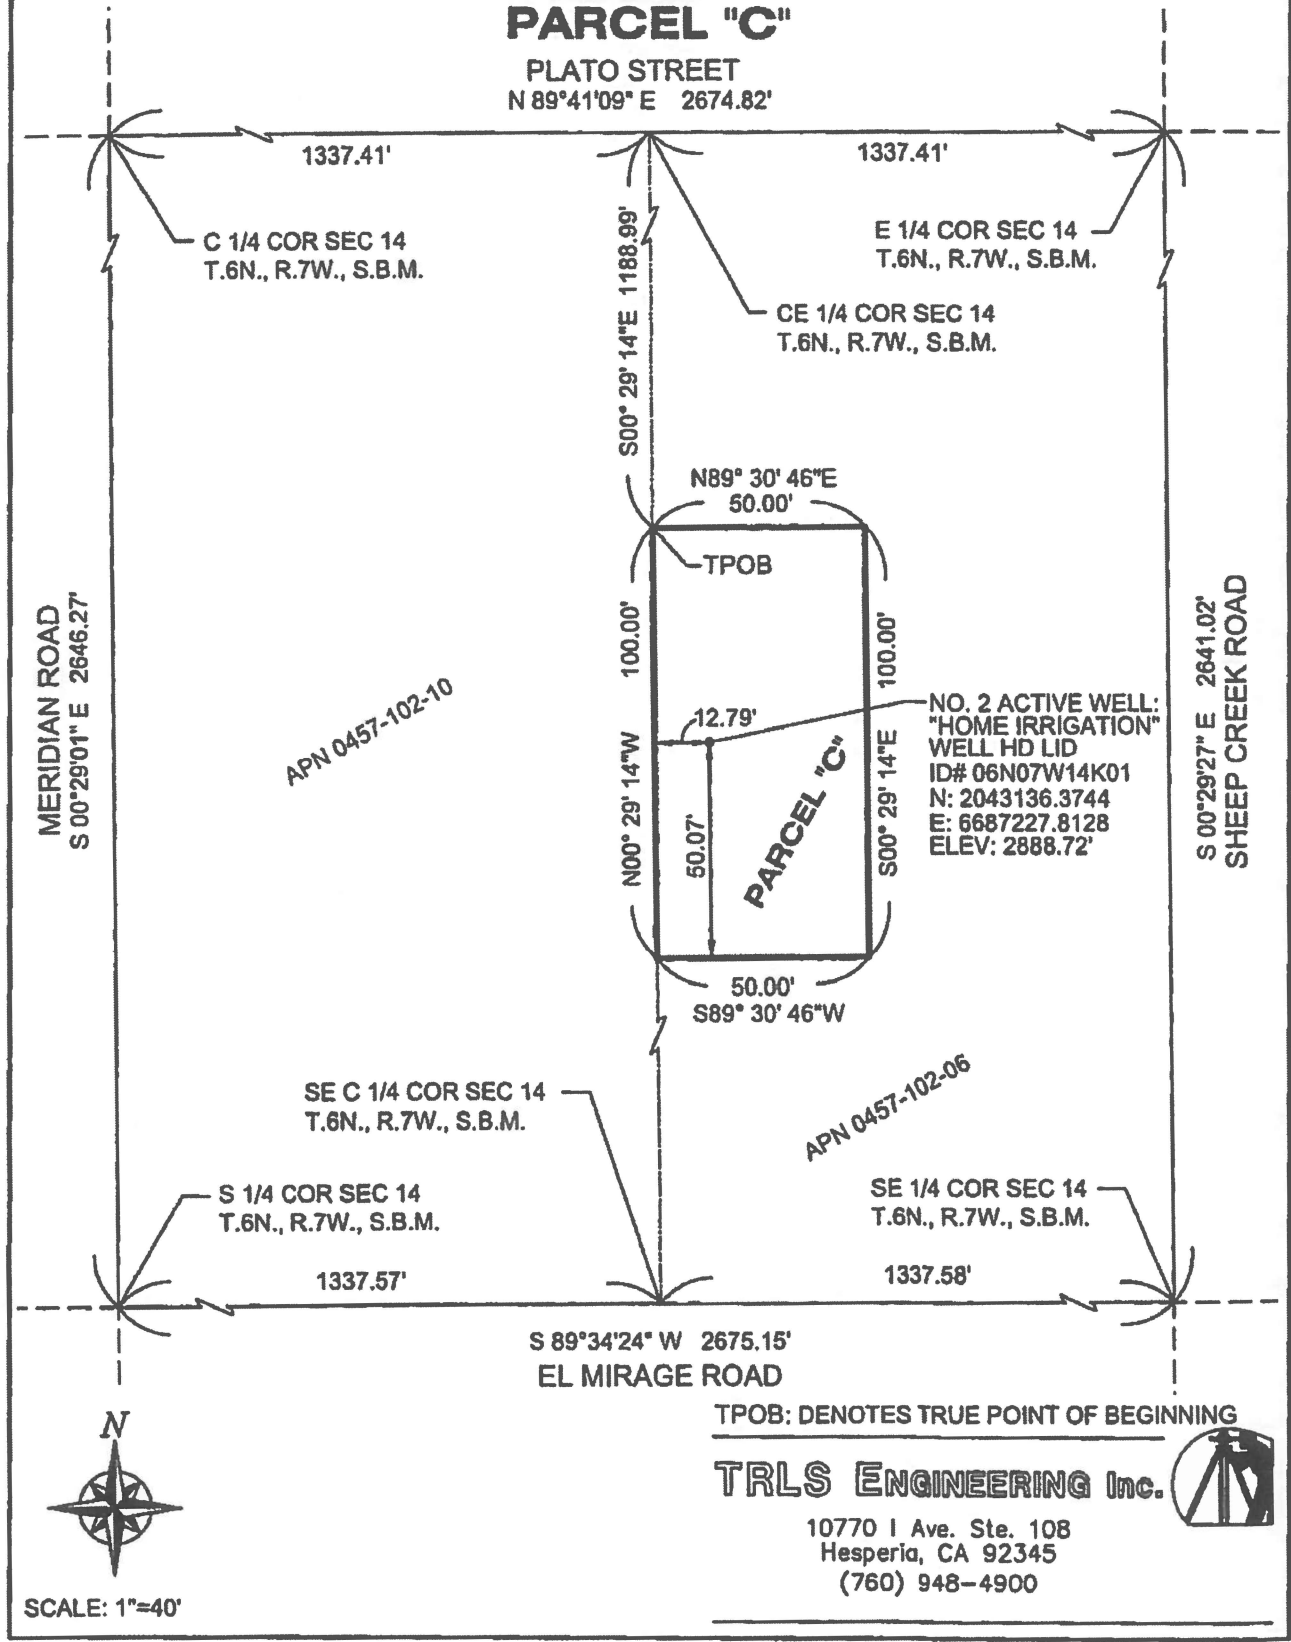 PARCEL "C"
PLATO STREET
N 89°41'09" E 2674.82'
1337.41'
1337.41'
C 1/4 COR SEC 14
T.6N., R.7W., S.B.M.
E 1/4 COR SEC 14
T.6N., R.7W., S.B.M.
S00° 29' 14"E 1188.99'
CE 1/4 COR SEC 14
T.6N., R.7W., S.B.M.
N89° 30' 46"E
50.00'
TPOB
MERIDIAN ROAD
S 00°29'01" E 2646.27'
APN 0457-102-10
N00° 29' 14"W 100.00'
12.79'
50.07'
PARCEL "C"
S00° 29' 14"E 100.00'
NO. 2 ACTIVE WELL:
"HOME IRRIGATION"
WELL HD LID
ID# 06N07W14K01
N: 2043136.3744
E: 6687227.8128
ELEV: 2888.72'
S 00°29'27" E 2641.02'
SHEEP CREEK ROAD
50.00'
S89° 30' 46"W
SE C 1/4 COR SEC 14
T.6N., R.7W., S.B.M.
APN 0457-102-06
S 1/4 COR SEC 14
T.6N., R.7W., S.B.M.
SE 1/4 COR SEC 14
T.6N., R.7W., S.B.M.
1337.57'
1337.58'
S 89°34'24" W 2675.15'
EL MIRAGE ROAD
N
TPOB: DENOTES TRUE POINT OF BEGINNING
TRLS ENGINEERING Inc.
10770 I Ave. Ste. 108
Hesperia, CA 92345
(760) 948-4900
SCALE: 1"=40'